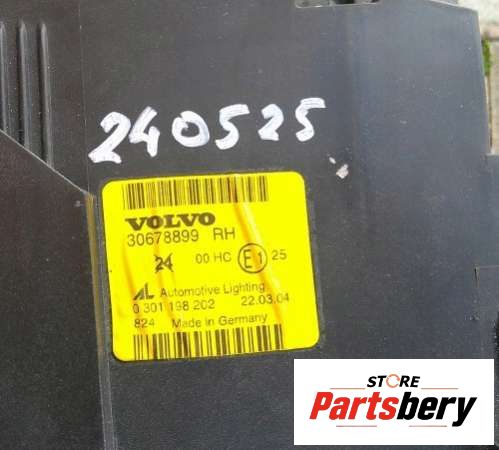 240525
VOLVO
30678899 RH
24 00 HC E1 25
AL Automotive Lighting
0 301 198 202 22.03.04
824 Made in Germany
STORE
Partsbery